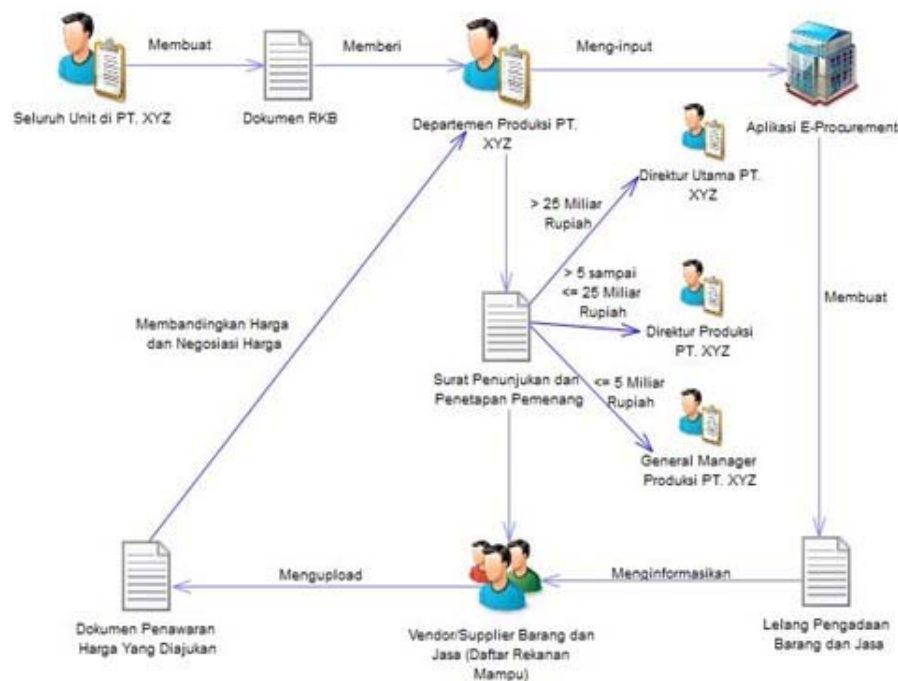 Membuat
Memberi
Meng-input
Seluruh Unit di PT. XYZ
Dokumen RKB
Departemen Produksi PT.
XYZ
Aplikasi E-Procurement
Direktur Utama PT.
XYZ
> 25 Miliar
Rupiah
> 5 sampai
<= 25 Miliar
Rupiah
Direktur Produksi
PT. XYZ
Membuat
Membandingkan Harga
dan Negosiasi Harga
Surat Penunjukan dan
Penetapan Pemenang
<= 5 Miliar
Rupiah
General Manager
Produksi PT. XYZ
Mengupload
Menginformasikan
Dokumen Penawaran
Harga Yang Diajukan
Vendor/Supplier Barang dan
Jasa (Daftar Rekanan
Mampu)
Lelang Pengadaan
Barang dan Jasa